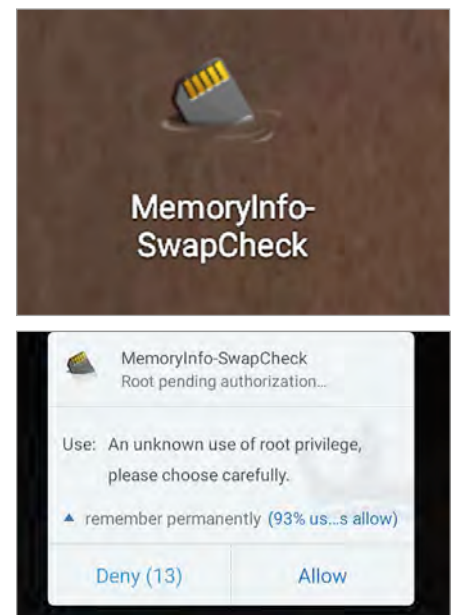 MemoryInfo-
SwapCheck
MemoryInfo-SwapCheck
Root pending authorization...
Use: An unknown use of root privilege,
please choose carefully.
remember permanently (93% us...s allow)
Deny (13) Allow